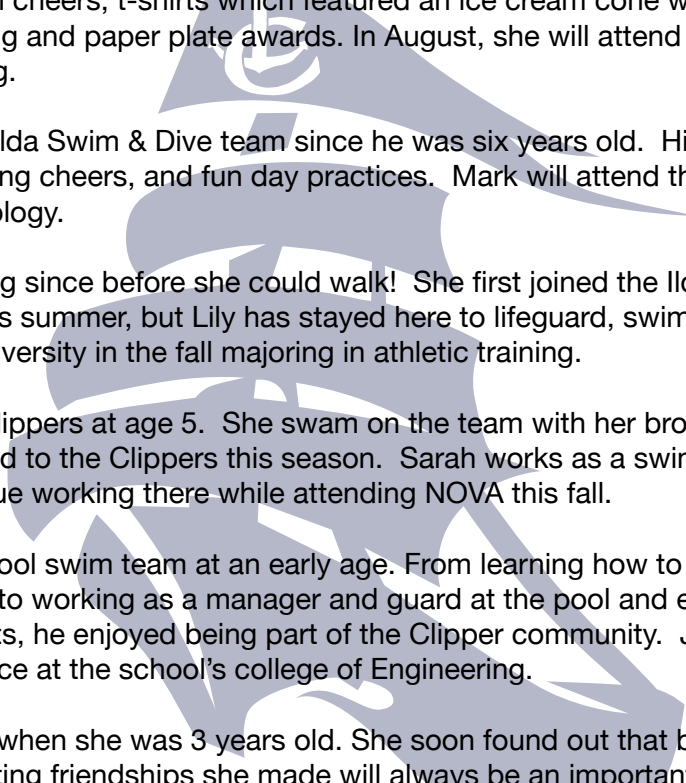 cheers, t-shirts which featured an ice cream cone
g and paper plate awards. In August, she will attend
g.
lda Swim & Dive team since he was six years old. Hi
ng cheers, and fun day practices. Mark will attend th
ology.
g since before she could walk! She first joined the Ild
s summer, but Lily has stayed here to lifeguard, swim
versity in the fall majoring in athletic training.
lippers at age 5. She swam on the team with her bro
d to the Clippers this season. Sarah works as a swim
ue working there while attending NOVA this fall.
ool swim team at an early age. From learning how to
to working as a manager and guard at the pool and e
ts, he enjoyed being part of the Clipper community. J
ce at the school's college of Engineering.
when she was 3 years old. She soon found out that b
ting friendships she made will always be an important